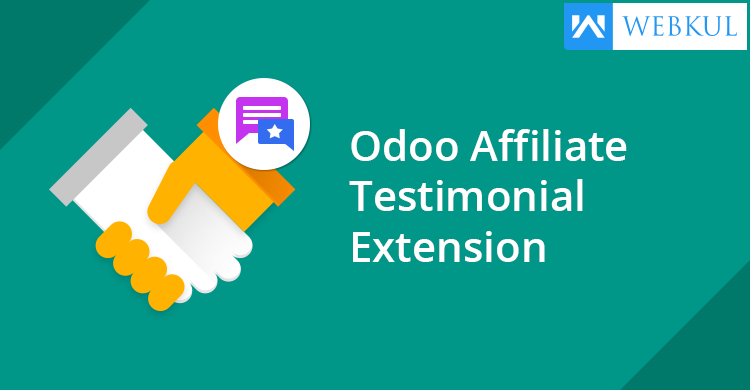 WEBKUL
Odoo Affiliate
Testimonial
Extension